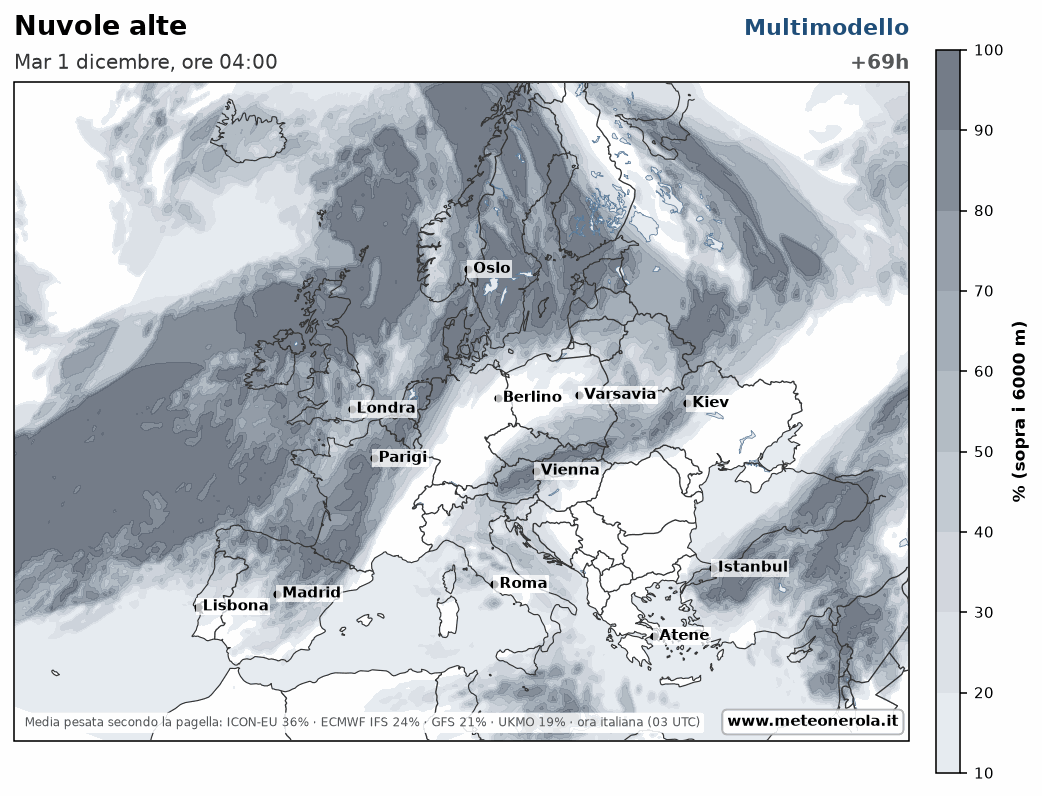 Nuvole alte
Multimodello
Mar 1 dicembre, ore 04:00
+69h
100
90
80
70
60
50
40
30
20
10
% (sopra i 6000 m)
Oslo
Berlino
Varsavia
Kiev
Londra
Parigi
Vienna
Istanbul
Roma
Madrid
Lisbona
Atene
Media pesata secondo la pagella: ICON-EU 36% · ECMWF IFS 24% · GFS 21% · UKMO 19% · ora italiana (03 UTC)
www.meteonerola.it